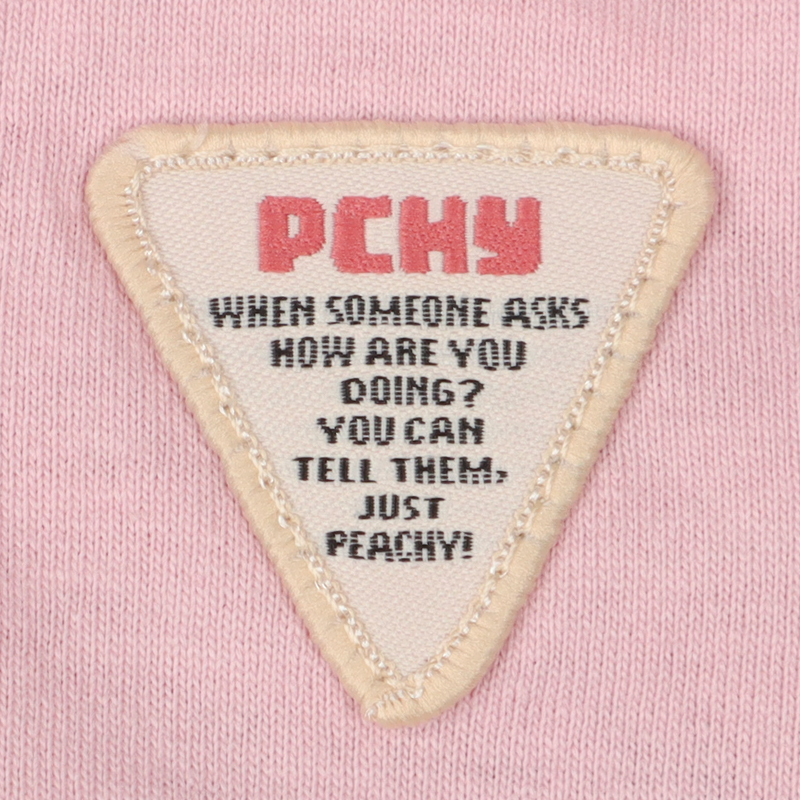 PCHY
WHEN SOMEONE ASKS
HOW ARE YOU
DOING?
YOU CAN
TELL THEM,
JUST
PEACHY!